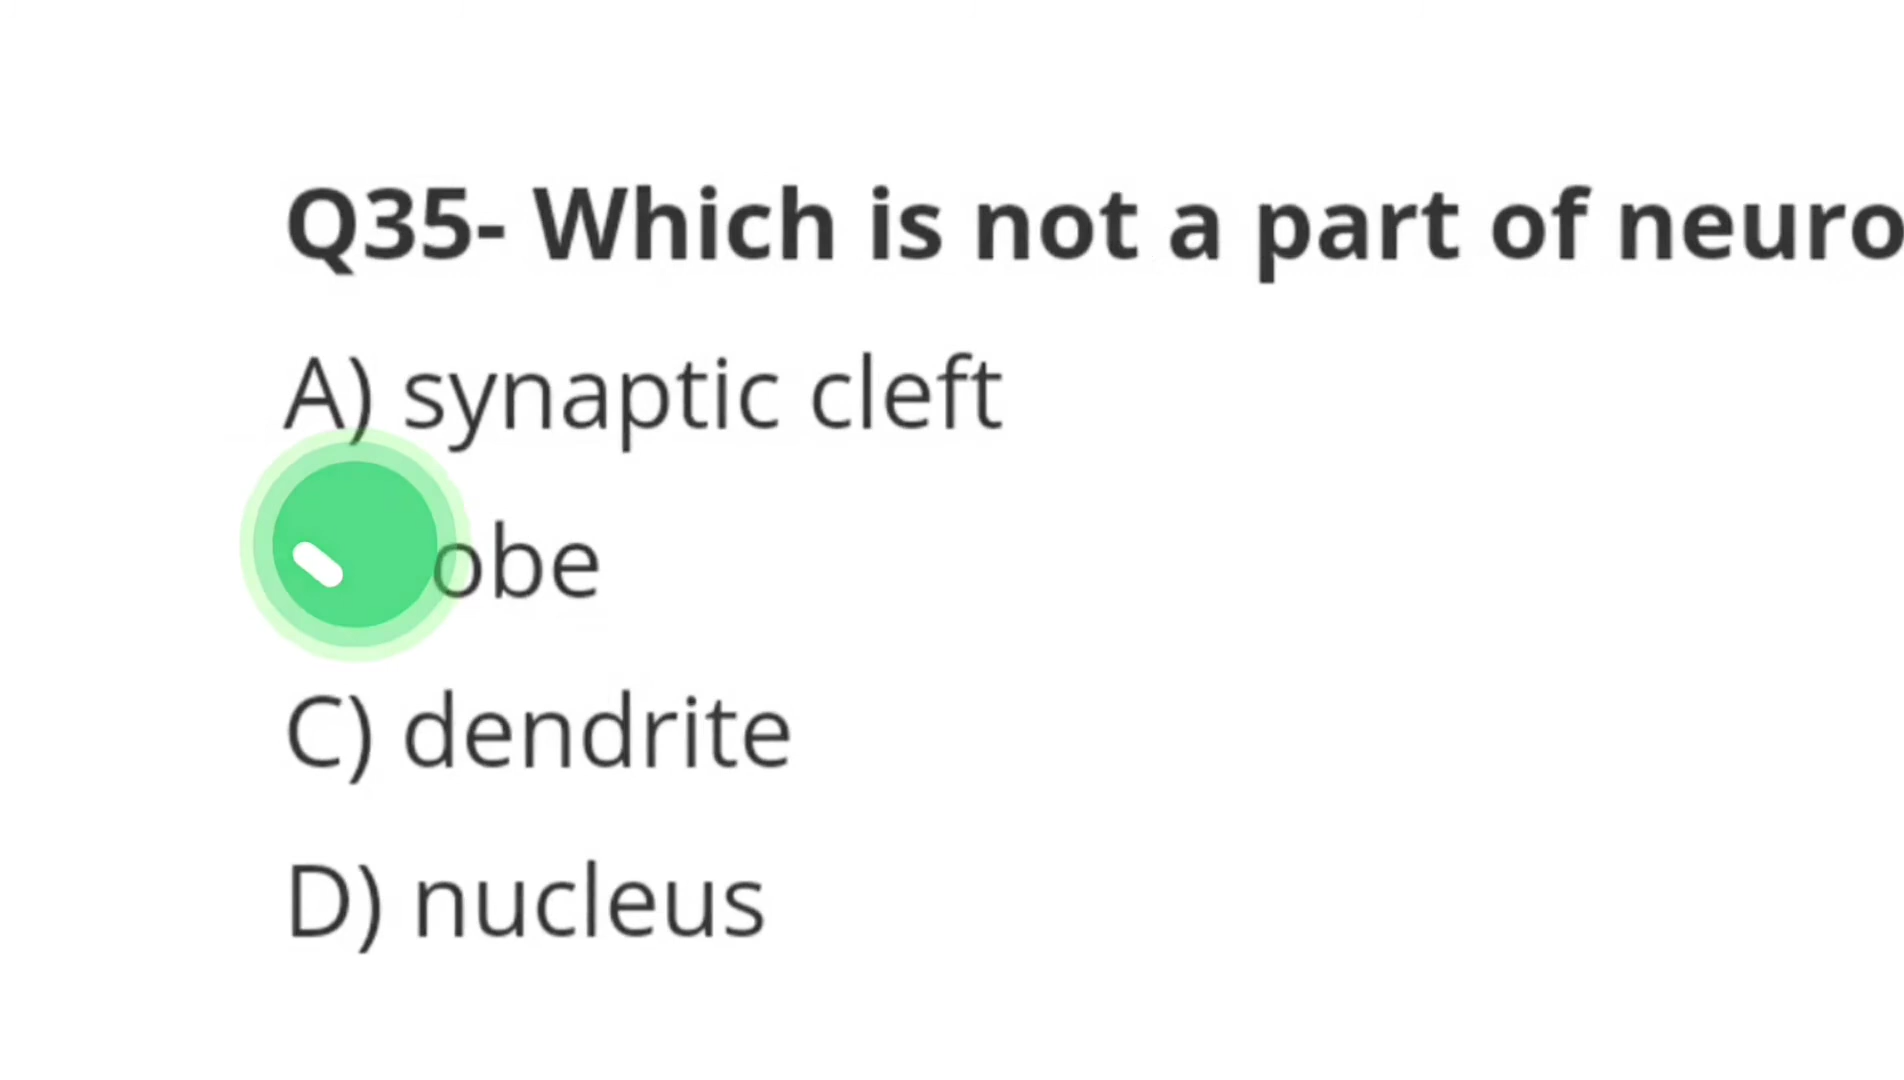 Q35- Which is not a part of neuro
A) synaptic cleft
obe
C) dendrite
D) nucleus